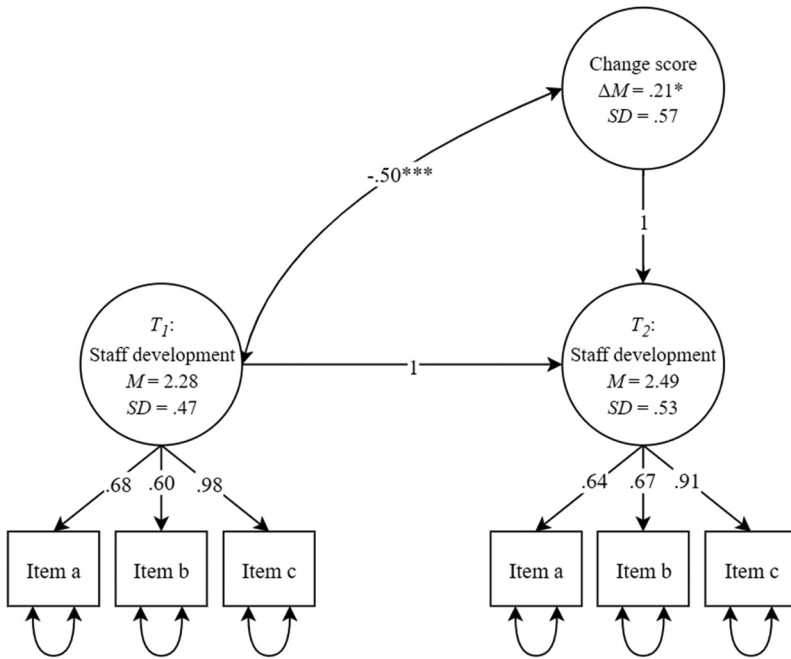 Change score
ΔM = .21*
SD = .57
-.50***
1
T1:
Staff development
M = 2.28
SD = .47
1
T2:
Staff development
M = 2.49
SD = .53
.68 .60 .98
.64 .67 .91
Item a Item b Item c
Item a Item b Item c